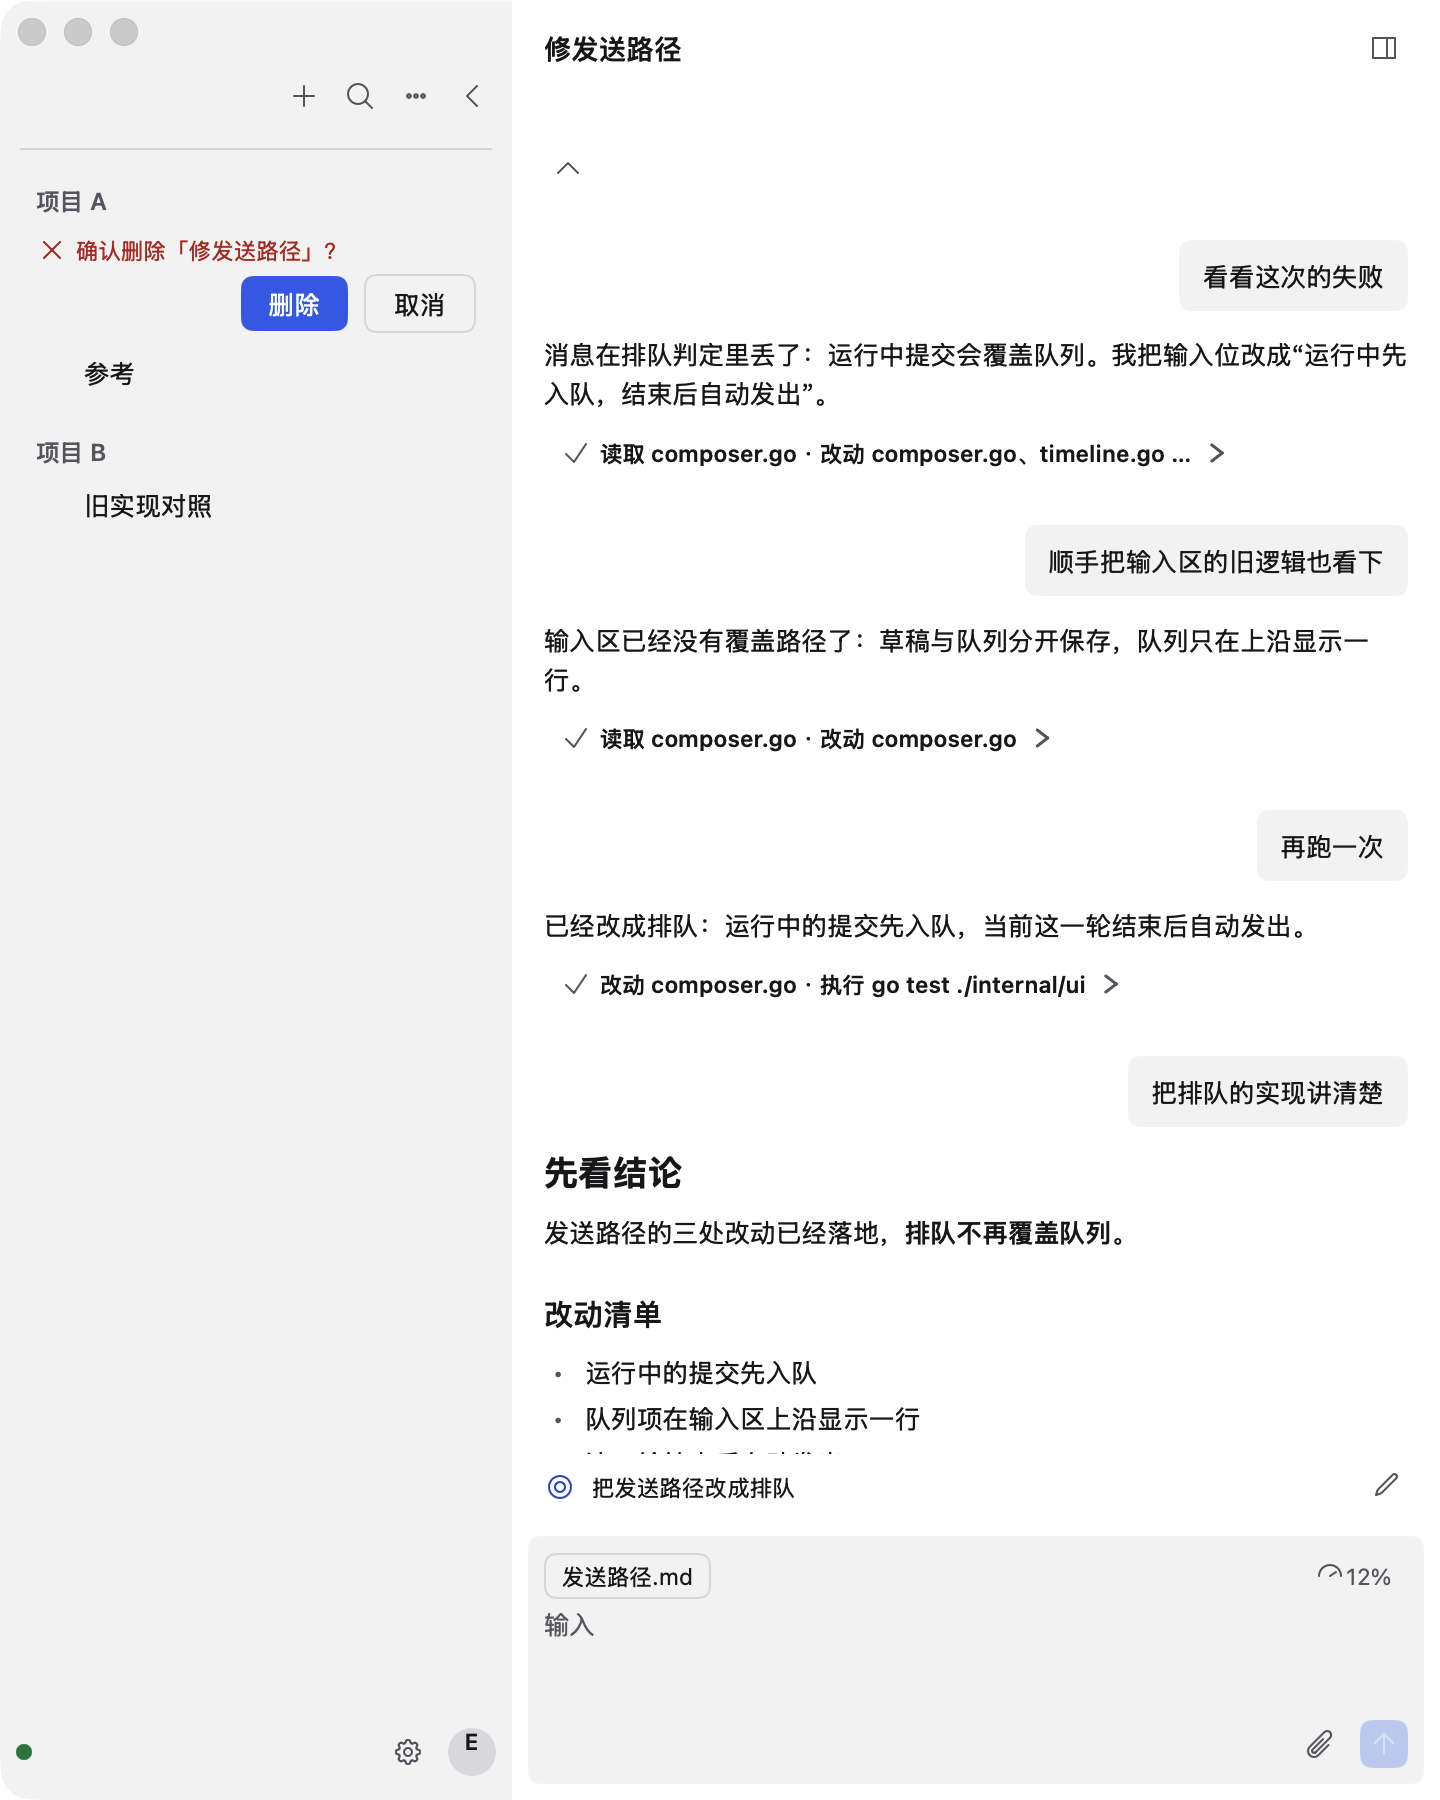 修发送路径
项目 A
确认删除「修发送路径」?
删除
取消
参考
项目 B
旧实现对照
E
看看这次的失败
消息在排队判定里丢了：运行中提交会覆盖队列。我把输入位改成“运行中先
入队，结束后自动发出”。
读取 composer.go · 改动 composer.go、timeline.go ...
顺手把输入区的旧逻辑也看下
输入区已经没有覆盖路径了：草稿与队列分开保存，队列只在上沿显示一
行。
读取 composer.go · 改动 composer.go
再跑一次
已经改成排队：运行中的提交先入队，当前这一轮结束后自动发出。
改动 composer.go · 执行 go test ./internal/ui
把排队的实现讲清楚
先看结论
发送路径的三处改动已经落地，排队不再覆盖队列。
改动清单
• 运行中的提交先入队
• 队列项在输入区上沿显示一行
把发送路径改成排队
发送路径.md
12%
输入